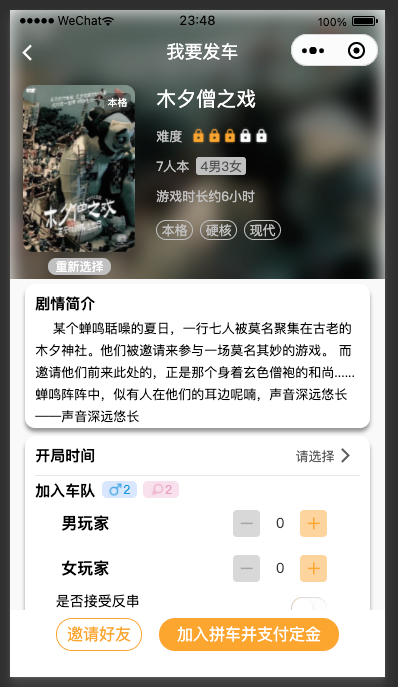 WeChat
23:48
100%
我要发车
本格
木夕僧之戏
木夕僧之戏
难度
7人本
4男3女
游戏时长约6小时
本格
硬核
现代
重新选择
剧情简介
某个蝉鸣聒噪的夏日，一行七人被莫名聚集在古老的
木夕神社。他们被邀请来参与一场莫名其妙的游戏。 而
邀请他们前来此处的，正是那个身着玄色僧袍的和尚......
蝉鸣阵阵中，似有人在他们的耳边呢喃，声音深远悠长
——声音深远悠长
开局时间
请选择
加入车队
2
2
男玩家
0
女玩家
0
是否接受反串
邀请好友
加入拼车并支付定金